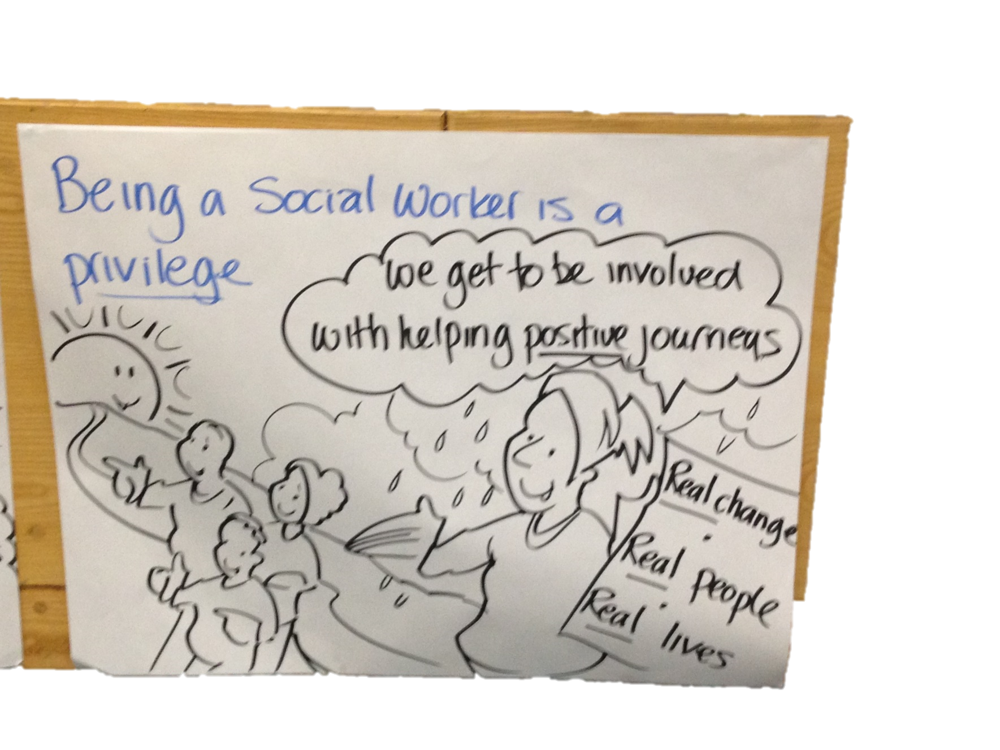 Being a Social Worker is a
privilege
we get to be involved
with helping positive journeys
Real change
Real people
Real lives